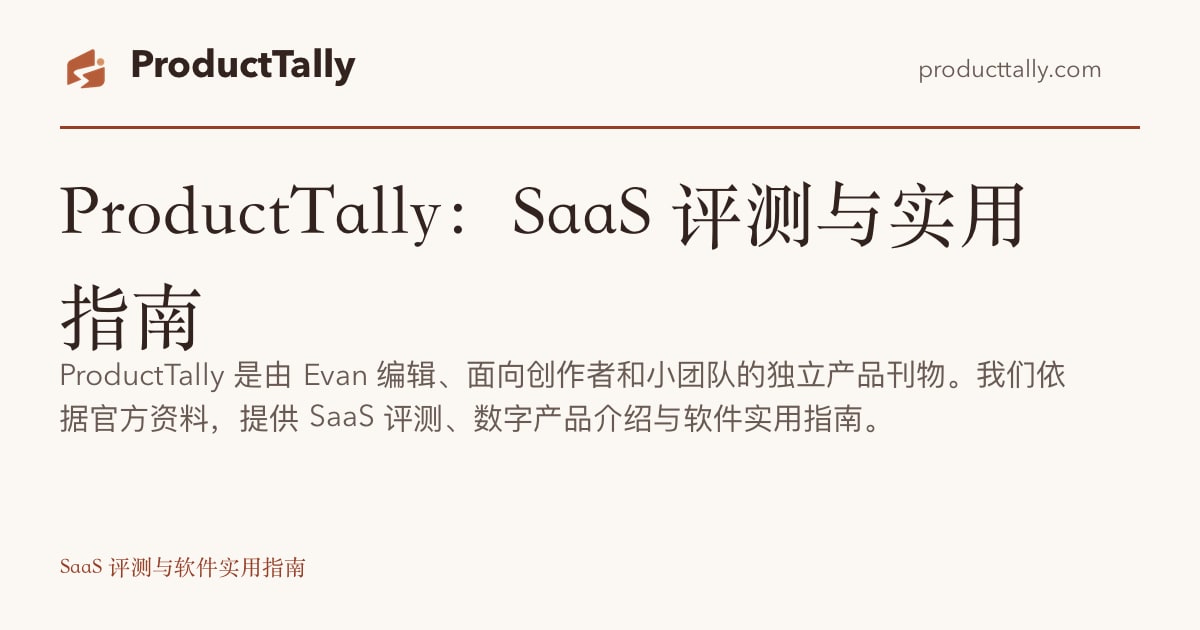 ProductTally
producttally.com
ProductTally：SaaS 评测与实用
指南
ProductTally 是由 Evan 编辑、面向创作者和小团队的独立产品刊物。我们依
据官方资料，提供 SaaS 评测、数字产品介绍与软件实用指南。
SaaS 评测与软件实用指南